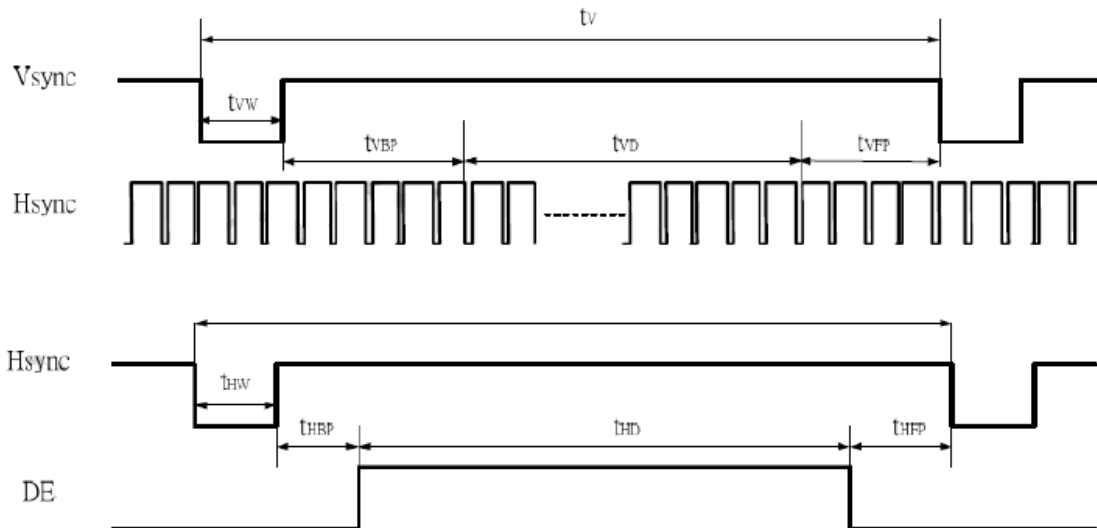 tV
Vsync
tVW
tVBP tVD tVFP
Hsync
Hsync
tHW
tHBP tHD tHFP
DE